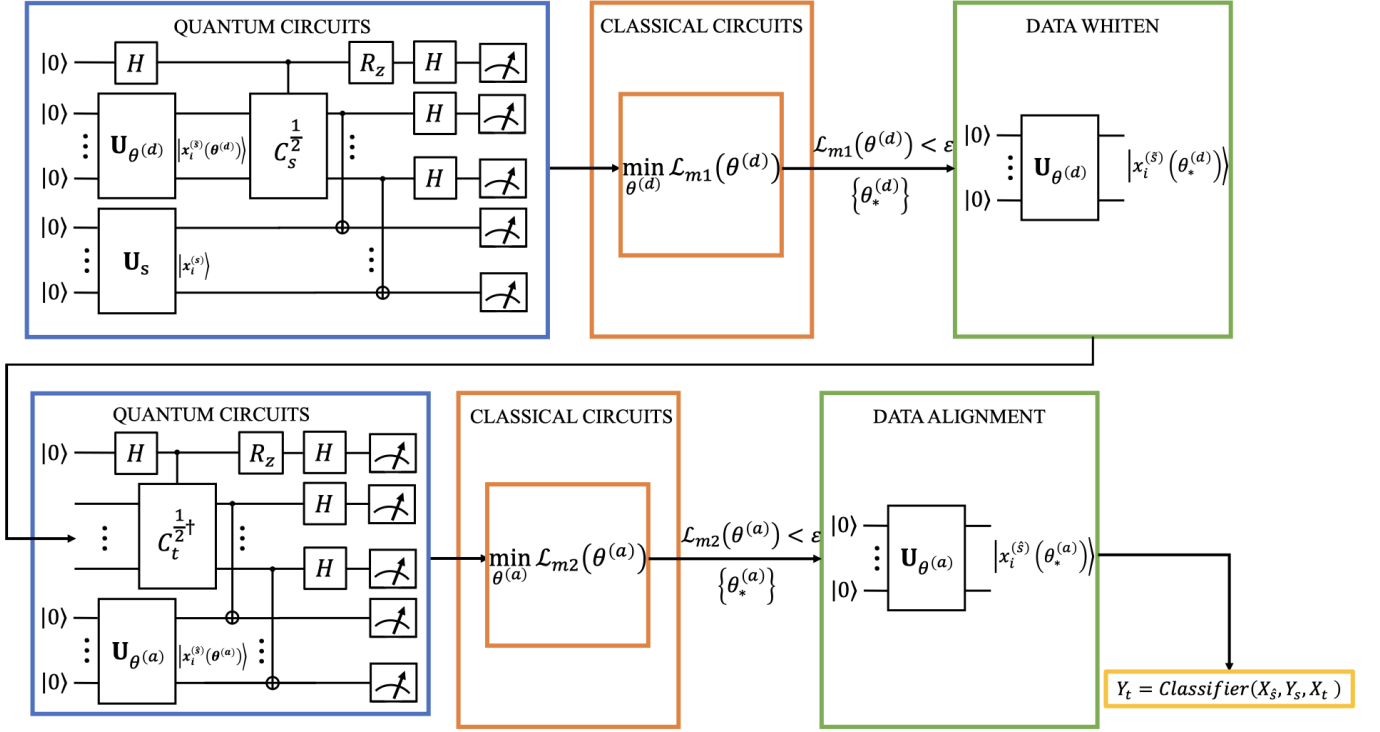 QUANTUM CIRCUITS
|0⟩ H R_z H
|0⟩ H
⋮ U_θ^(d) |x_i^(s̃)(θ^(d))⟩ C_s^(1/2) ⋮
|0⟩ H
|0⟩
⋮ U_s |x_i^(s)⟩ ⋮
|0⟩
CLASSICAL CIRCUITS
min_θ^(d) ℒ_m1(θ^(d))
ℒ_m1(θ^(d)) < ε
{θ_*^(d)}
DATA WHITEN
|0⟩
⋮ U_θ^(d) |x_i^(s̃)(θ_*^(d))⟩
|0⟩
QUANTUM CIRCUITS
|0⟩ H R_z H
H
⋮ C_t^(1/2†) ⋮
H
|0⟩
⋮ U_θ^(a) |x_i^(ŝ)(θ^(a))⟩ ⋮
|0⟩
CLASSICAL CIRCUITS
min_θ^(a) ℒ_m2(θ^(a))
ℒ_m2(θ^(a)) < ε
{θ_*^(a)}
DATA ALIGNMENT
|0⟩
⋮ U_θ^(a) |x_i^(ŝ)(θ_*^(a))⟩
|0⟩
Y_t = Classifier(X_ŝ, Y_s, X_t )